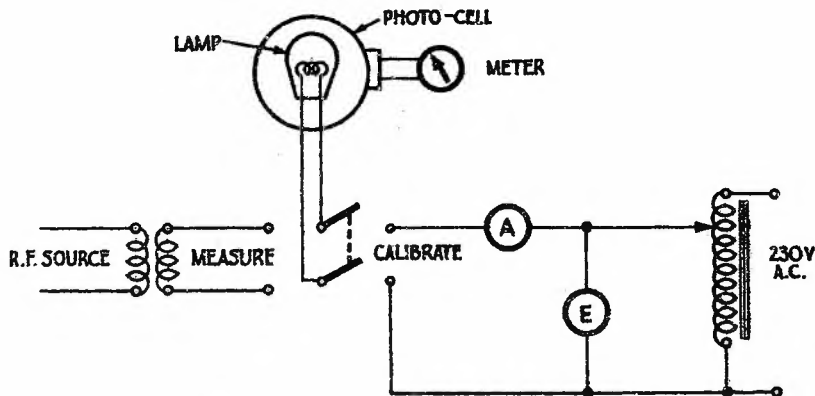 PHOTO-CELL
LAMP
METER
R.F. SOURCE
MEASURE
CALIBRATE
A
E
230V
A.C.